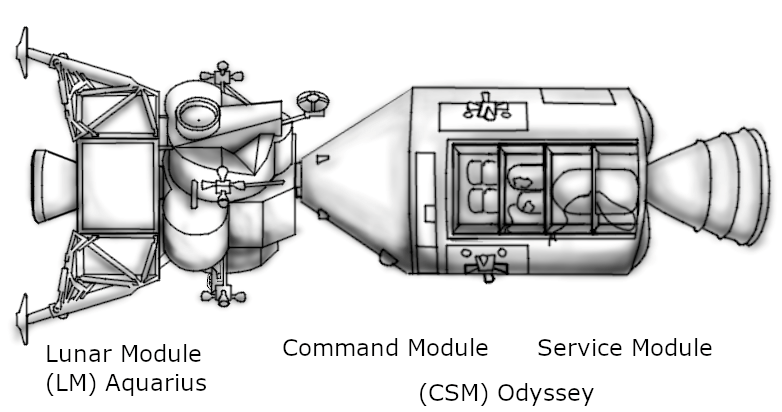 Lunar Module
(LM) Aquarius
Command Module
Service Module
(CSM) Odyssey